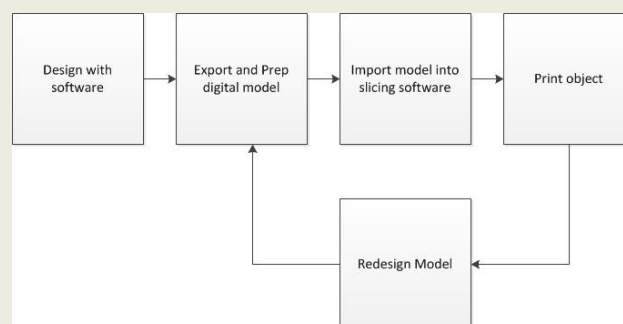 Design with
software
Export and Prep
digital model
Import model into
slicing software
Print object
Redesign Model